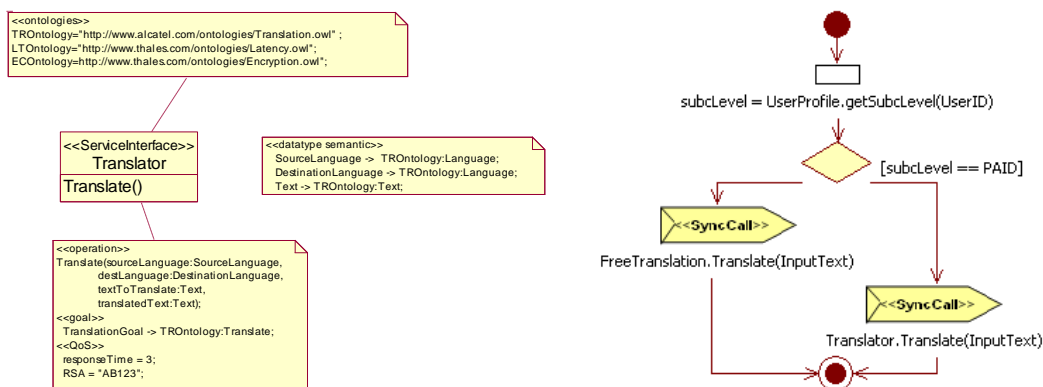 <<ontologies>>
TROntology="http://www.alcatel.com/ontologies/Translation.owl" ;
LTOntology="http://www.thales.com/ontologies/Latency.owl";
ECOntology=http://www.thales.com/ontologies/Encryption.owl";
<<ServiceInterface>>
Translator
Translate()
<<datatype semantic>>
SourceLanguage -> TROntology:Language;
DestinationLanguage -> TROntology:Language;
Text -> TROntology:Text;
<<operation>>
Translate(sourceLanguage:SourceLanguage,
destLanguage:DestinationLanguage,
textToTranslate:Text,
translatedText:Text);
<<goal>>
TranslationGoal -> TROntology:Translate;
<<QoS>>
responseTime = 3;
RSA = "AB123";
subcLevel = UserProfile.getSubcLevel(UserID)
[subcLevel == PAID]
<<SyncCall>>
FreeTranslation.Translate(InputText)
<<SyncCall>>
Translator.Translate(InputText)